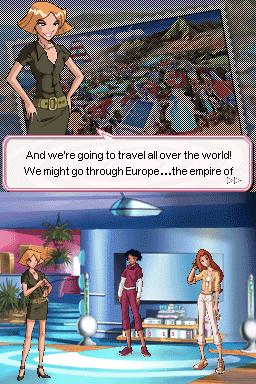 And we're going to travel all over the world!
We might go through Europe...the empire of